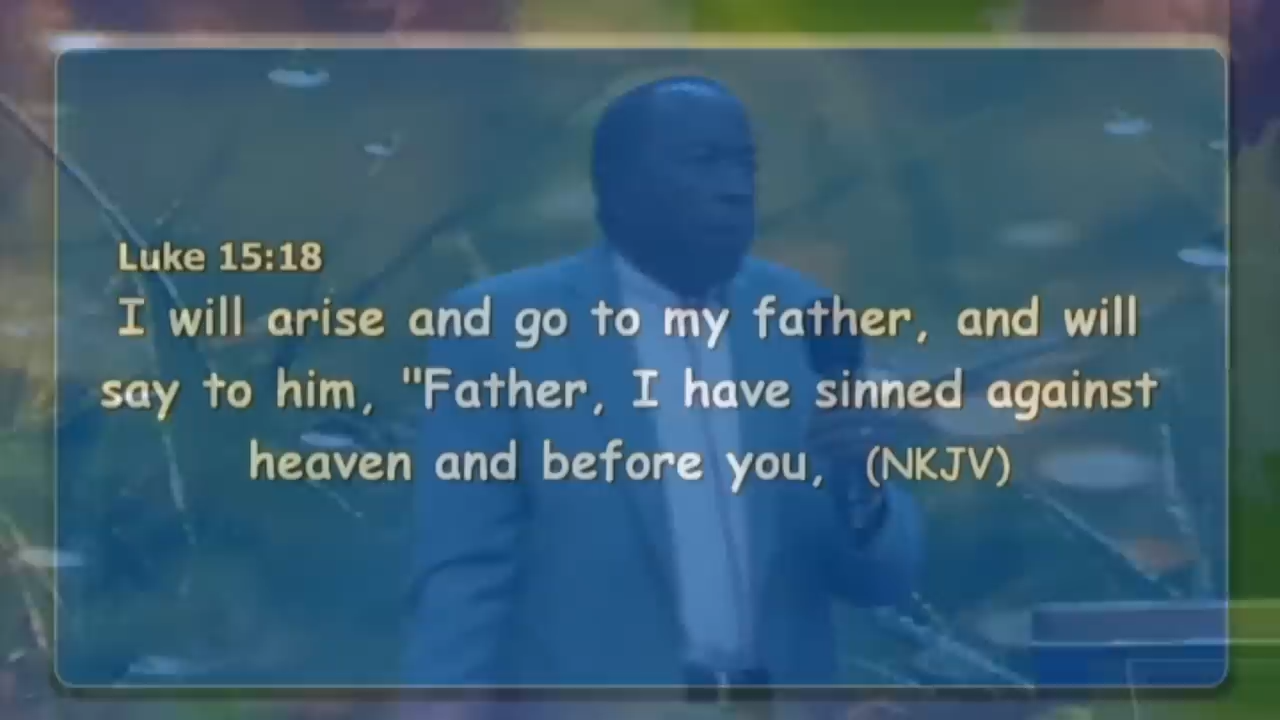 Luke 15:18
I will arise and go to my father, and will
say to him, "Father, I have sinned against
heaven and before you, (NKJV)